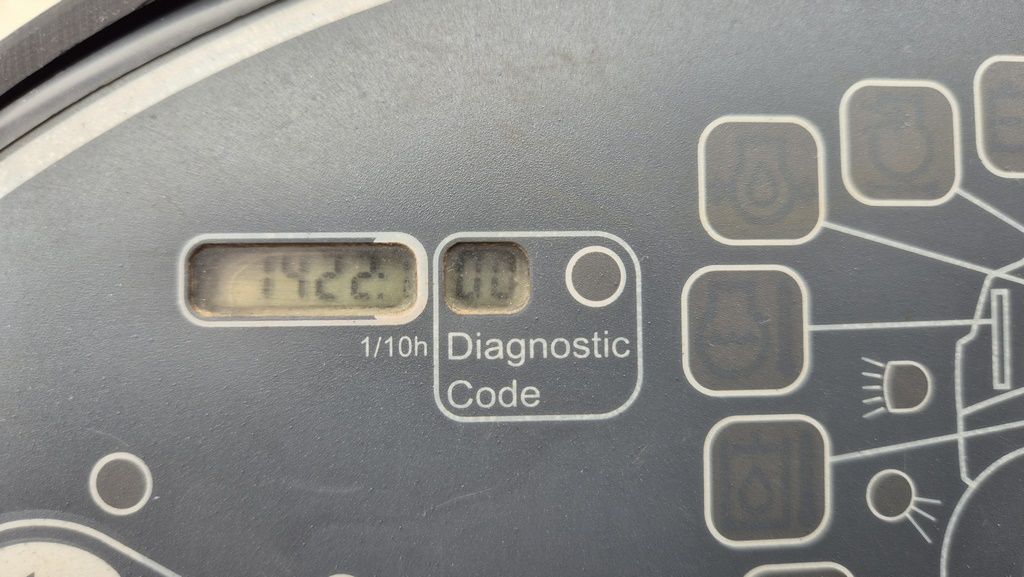 1422.1
00
1/10h
Diagnostic
Code